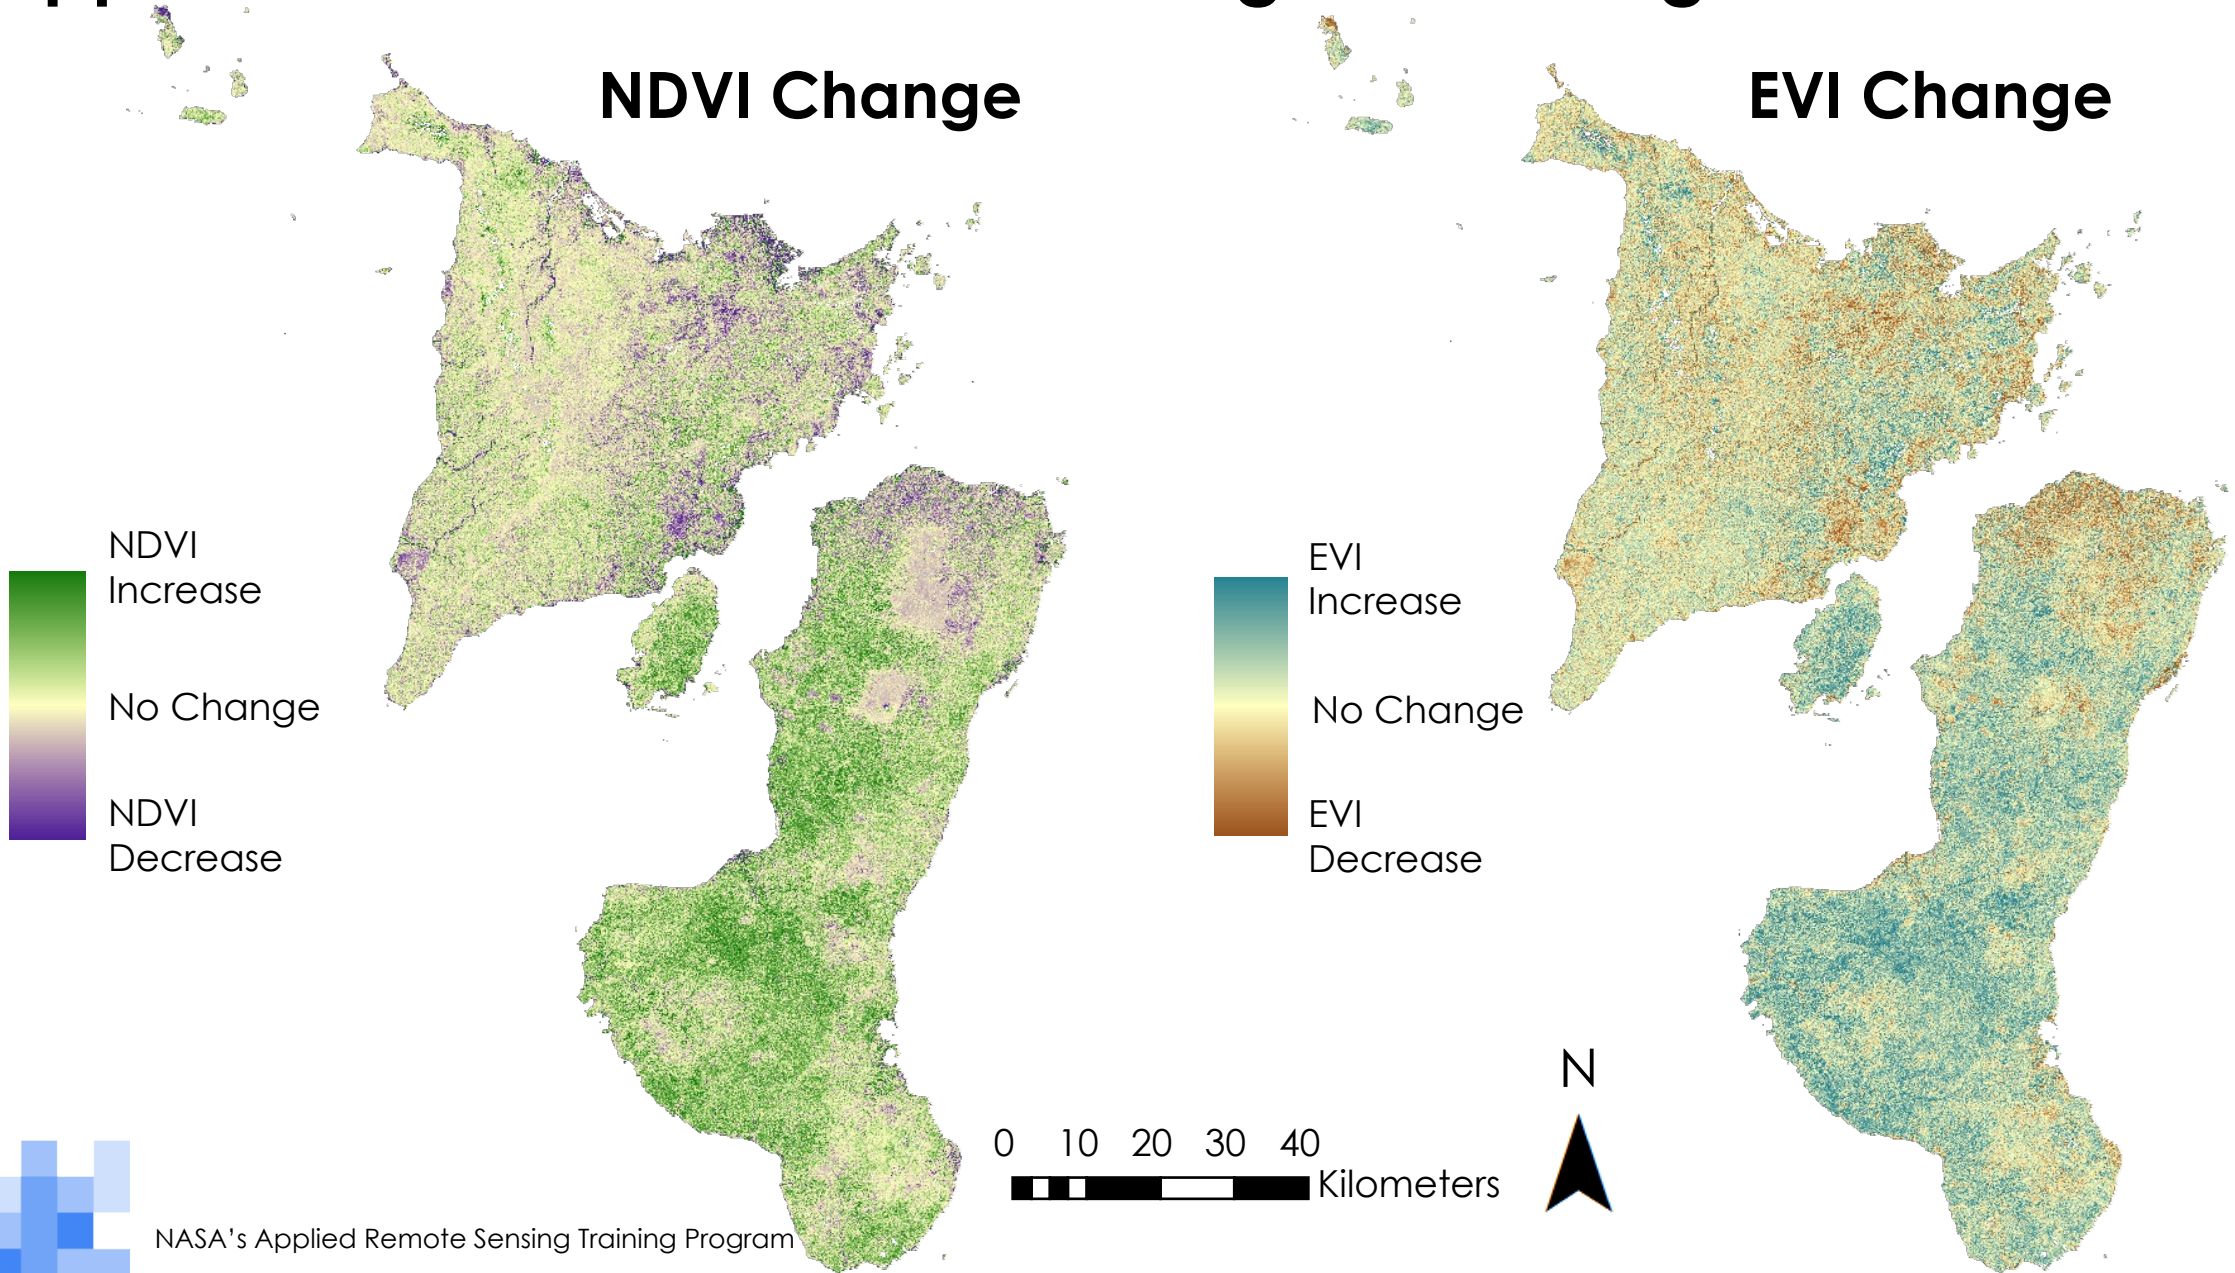 NDVI Change
EVI Change
NDVI
Increase
No Change
NDVI
Decrease
EVI
Increase
No Change
EVI
Decrease
N
0 10 20 30 40
Kilometers
NASA's Applied Remote Sensing Training Program